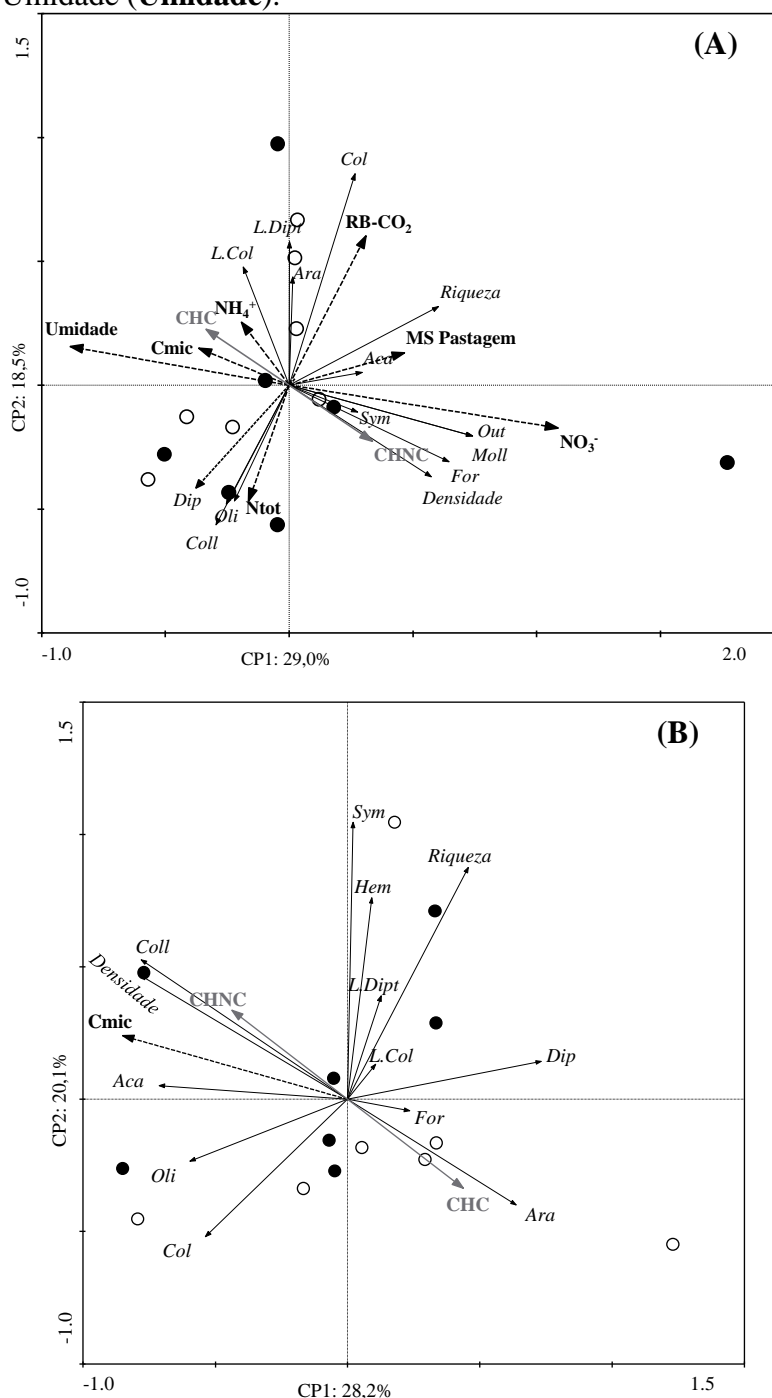 Umidade (Umidade).
(A)
1.5
Col
RB-CO₂
L.Dipt
L.Col
Ara
Riqueza
NH₄⁺
CHC
Umidade
MS Pastagem
Cmic
Aca
CP2: 18,5%
Sym
Out
NO₃⁻
CHNC
Moll
For
Dip
Densidade
Oli
Ntot
Coll
-1.0
-1.0
2.0
CP1: 29,0%
(B)
1.5
Sym
Riqueza
Hem
Coll
Densidade
L.Dipt
CHNC
Cmic
L.Col
Dip
Aca
CP2: 20,1%
For
Oli
CHC
Ara
Col
-1.0
-1.0
1.5
CP1: 28,2%